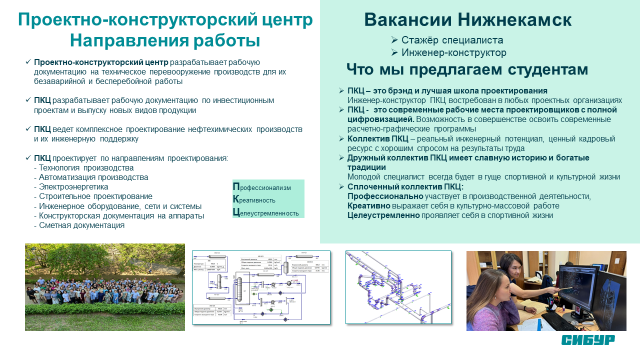 Проектно-конструкторский центр
Направления работы
✓ Проектно-конструкторский центр разрабатывает рабочую
документацию на техническое перевооружение производств для их
безаварийной и бесперебойной работы
✓ ПКЦ разрабатывает рабочую документацию по инвестиционным
проектам и выпуску новых видов продукции
✓ ПКЦ ведет комплексное проектирование нефтехимических производств
и их инженерную поддержку
✓ ПКЦ проектирует по направлениям проектирования:
- Технология производства
- Автоматизация производства
- Электроэнергетика
- Строительное проектирование
- Инженерное оборудование, сети и системы
- Конструкторская документация на аппараты
- Сметная документация
Профессионализм
Креативность
Целеустремленность
Вакансии Нижнекамск
➢ Стажёр специалиста
➢ Инженер-конструктор
Что мы предлагаем студентам
➢ ПКЦ – это брэнд и лучшая школа проектирования
Инженер-конструктор ПКЦ востребован в любых проектных организациях
➢ ПКЦ - это современные рабочие места проектировщиков с полной
цифровизацией. Возможность в совершенстве освоить современные
расчетно-графические программы
➢ Коллектив ПКЦ – реальный инженерный потенциал, ценный кадровый
ресурс с хорошим спросом на результаты труда
➢ Дружный коллектив ПКЦ имеет славную историю и богатые
традиции
Молодой специалист всегда будет в гуще спортивной и культурной жизни
➢ Сплоченный коллектив ПКЦ:
Профессионально участвует в производственной деятельности,
Креативно выражает себя в культурно-массовой работе
Целеустремленно проявляет себя в спортивной жизни
СИБУР